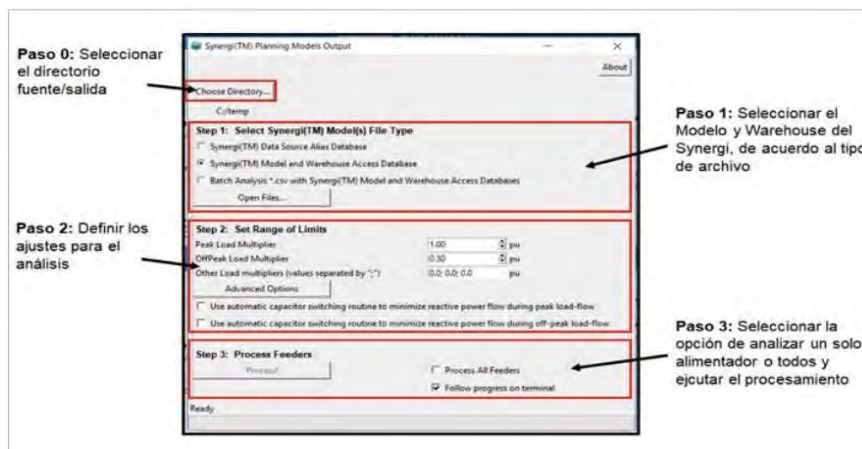 Paso 0: Seleccionar
el directorio
fuente/salida
Synergi(TM) Planning Models Output
About
Choose Directory...
C:/temp
Step 1: Select Synergi(TM) Model(s) File Type
Synergi(TM) Data Source Alias Database
Synergi(TM) Model and Warehouse Access Database
Batch Analysis *.csv with Synergi(TM) Model and Warehouse Access Databases
Open Files...
Paso 1: Seleccionar el
Modelo y Warehouse del
Synergi, de acuerdo al tipo
de archivo
Paso 2: Definir los
ajustes para el
análisis
Step 2: Set Range of Limits
Peak Load Multiplier 1.00 pu
OffPeak Load Multiplier 0.30 pu
Other Load multipliers (values separated by ";") 0.0; 0.0; 0.0 pu
Advanced Options
Use automatic capacitor switching routine to minimize reactive power flow during peak load-flow
Use automatic capacitor switching routine to minimize reactive power flow during off-peak load-flow
Step 3: Process Feeders
Process! Process All Feeders
Follow progress on terminal
Ready
Paso 3: Seleccionar la
opción de analizar un solo
alimentador o todos y
ejcutar el procesamiento